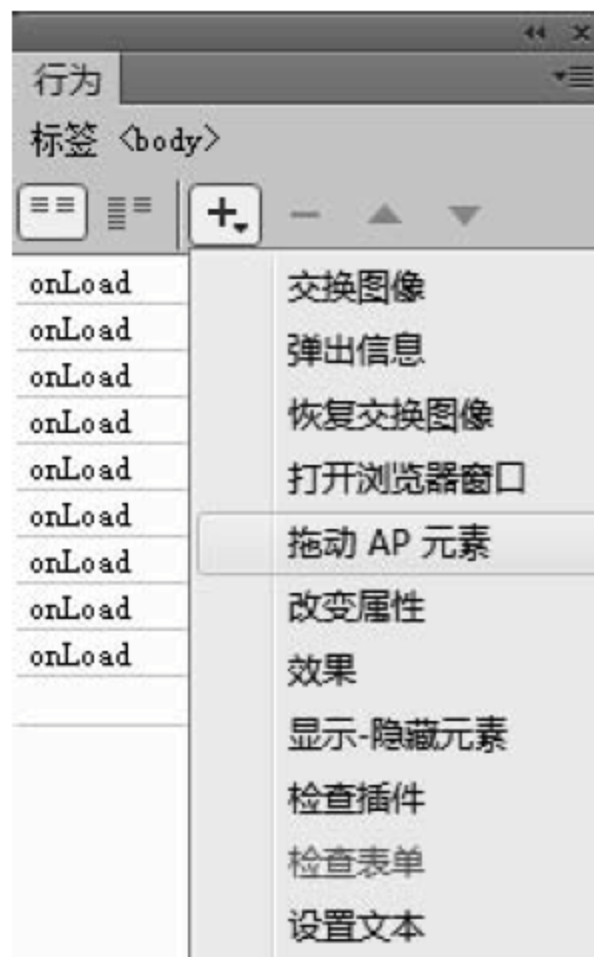 行为
标签 <body>
onLoad
onLoad
onLoad
onLoad
onLoad
onLoad
onLoad
onLoad
onLoad
交换图像
弹出信息
恢复交换图像
打开浏览器窗口
拖动 AP 元素
改变属性
效果
显示-隐藏元素
检查插件
检查表单
设置文本